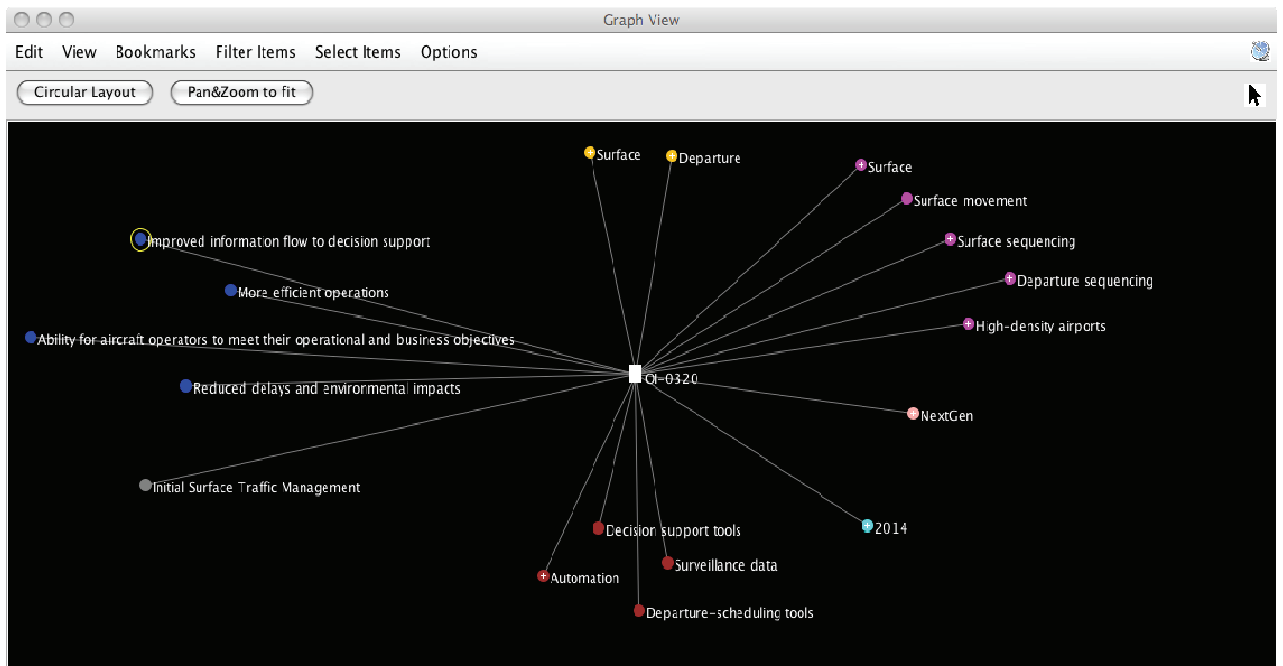 Graph View
Edit View Bookmarks Filter Items Select Items Options
Circular Layout Pan&Zoom to fit
Surface
Departure
Surface
Surface movement
Improved information flow to decision support
Surface sequencing
Departure sequencing
More efficient operations
High-density airports
Ability for aircraft operators to meet their operational and business objectives
OI-0320
Reduced delays and environmental impacts
NextGen
Initial Surface Traffic Management
2014
Decision support tools
Surveillance data
Automation
Departure-scheduling tools